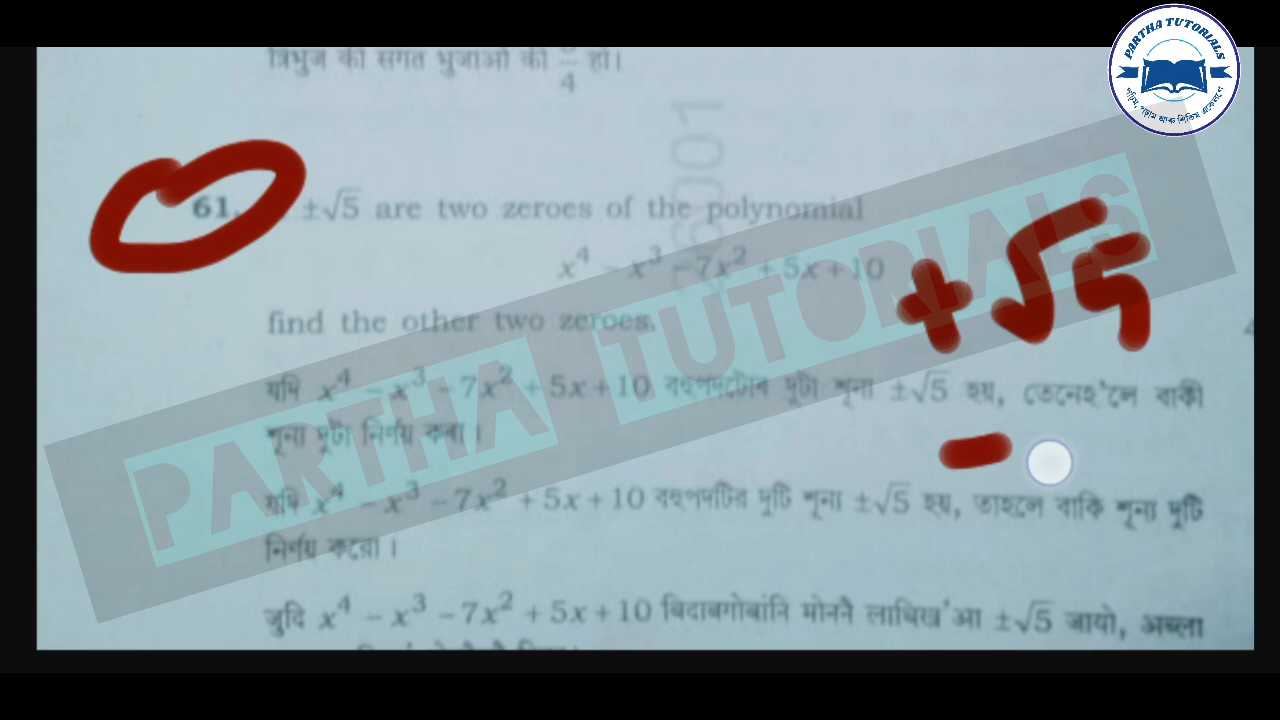 त्रिभुज की संगत भुजाओं की
4 हो।
PARTHA TUTORIALS
61. ±√5 are two zeroes of the polynomial
x⁴ – x³ – 7x² + 5x + 10
find the other two zeroes.
+√5
যদি x⁴ – x³ – 7x² + 5x + 10 বহুপদটোৰ দুটা শূন্য ±√5 হয়, তেনেহ'লে বাকী
শূন্য দুটা নিৰ্ণয় কৰা।
–
যদি x⁴ – x³ – 7x² + 5x + 10 বহুপদটির দুটি শূন্য ±√5 হয়, তাহলে বাকি শূন্য দুটি
নির্ণয় করো।
जुदि x⁴ – x³ – 7x² + 5x + 10 बिदाबगोबांनि मोननै लाथिख'आ ±√5 जायो, अब्ला
PARTHA TUTORIALS